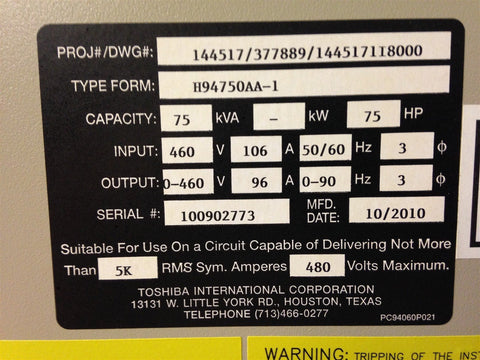 PROJ#/DWG#: 144517/377889/144517118000
TYPE FORM: H94750AA-1
CAPACITY: 75 kVA - kW 75 HP
INPUT: 460 V 106 A 50/60 Hz 3 ϕ
OUTPUT: 0-460 V 96 A 0-90 Hz 3 ϕ
SERIAL #: 100902773 MFD. DATE: 10/2010
Suitable For Use On a Circuit Capable of Delivering Not More
Than 5K RMS Sym. Amperes 480 Volts Maximum.
TOSHIBA INTERNATIONAL CORPORATION
13131 W. LITTLE YORK RD., HOUSTON, TEXAS
TELEPHONE (713)466-0277
PC94060P021
WARNING: TRIPPING OF THE INST